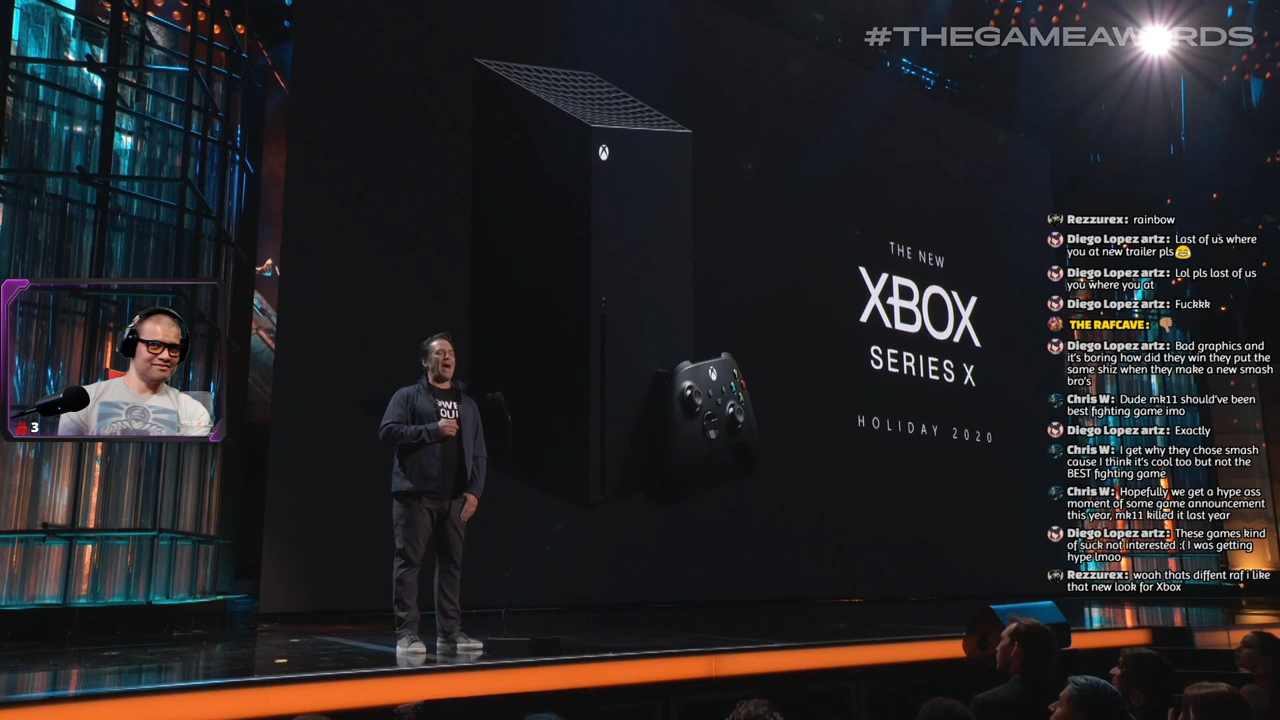 #THEGAMEAWARDS
THE NEW
XBOX
SERIES X
HOLIDAY 2020
3
Rezzurex: rainbow
Diego Lopez artz: Last of us where
you at new trailer pls😂
Diego Lopez artz: Lol pls last of us
you where you at
Diego Lopez artz: Fuckkk
THE RAFCAVE: 👎🏼
Diego Lopez artz: Bad graphics and
it's boring how did they win they put the
same shiz when they make a new smash
bro's
Chris W: Dude mk11 should've been
best fighting game imo
Diego Lopez artz: Exactly
Chris W: I get why they chose smash
cause I think it's cool too but not the
BEST fighting game
Chris W: Hopefully we get a hype ass
moment of some game announcement
this year, mk11 killed it last year
Diego Lopez artz: These games kind
of suck not interested :( I was getting
hype lmao
Rezzurex: woah thats diffent raf i like
that new look for Xbox